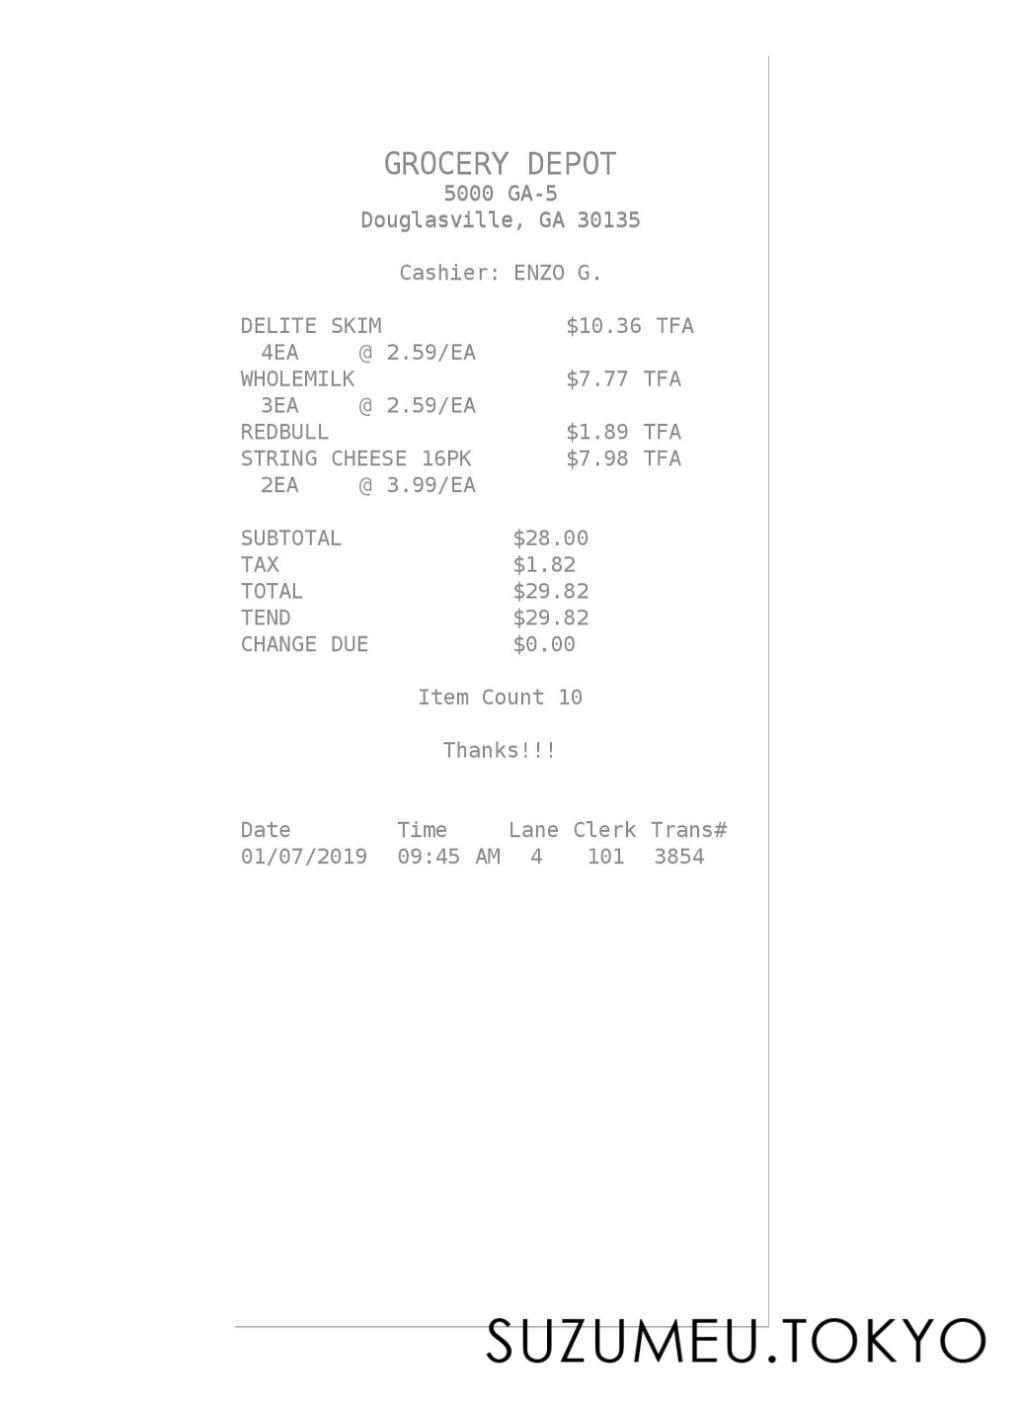 GROCERY DEPOT
5000 GA-5
Douglasville, GA 30135
Cashier: ENZO G.
DELITE SKIM $10.36 TFA
4EA @ 2.59/EA
WHOLEMILK $7.77 TFA
3EA @ 2.59/EA
REDBULL $1.89 TFA
STRING CHEESE 16PK $7.98 TFA
2EA @ 3.99/EA
SUBTOTAL $28.00
TAX $1.82
TOTAL $29.82
TEND $29.82
CHANGE DUE $0.00
Item Count 10
Thanks!!!
Date Time Lane Clerk Trans#
01/07/2019 09:45 AM 4 101 3854
SUZUMEU.TOKYO